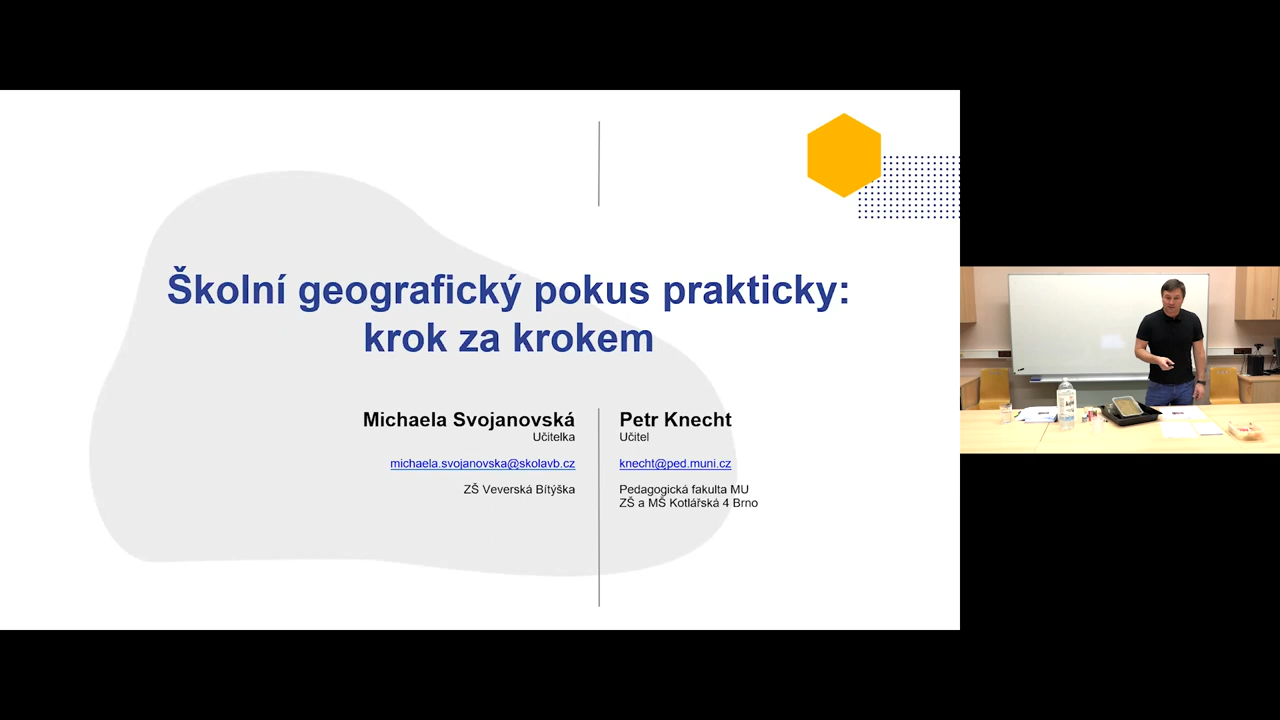 Školní geografický pokus prakticky:
krok za krokem
Michaela Svojanovská
Učitelka
michaela.svojanovska@skolavb.cz
ZŠ Veverská Bítýška
Petr Knecht
Učitel
knecht@ped.muni.cz
Pedagogická fakulta MU
ZŠ a MŠ Kotlářská 4 Brno